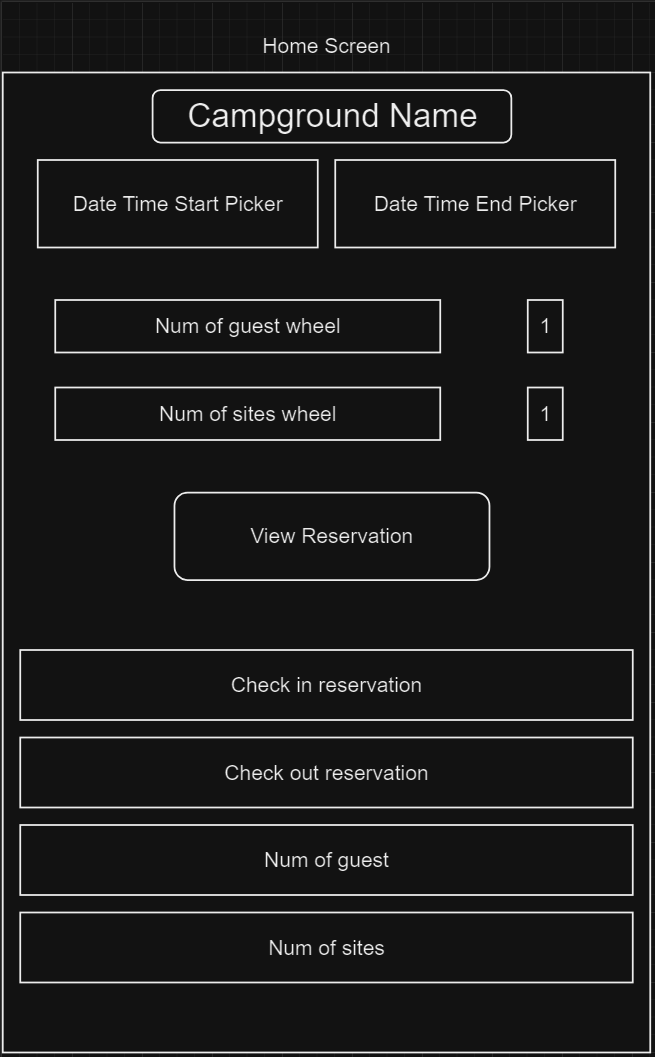 Home Screen
Campground Name
Date Time Start Picker
Date Time End Picker
Num of guest wheel
1
Num of sites wheel
1
View Reservation
Check in reservation
Check out reservation
Num of guest
Num of sites